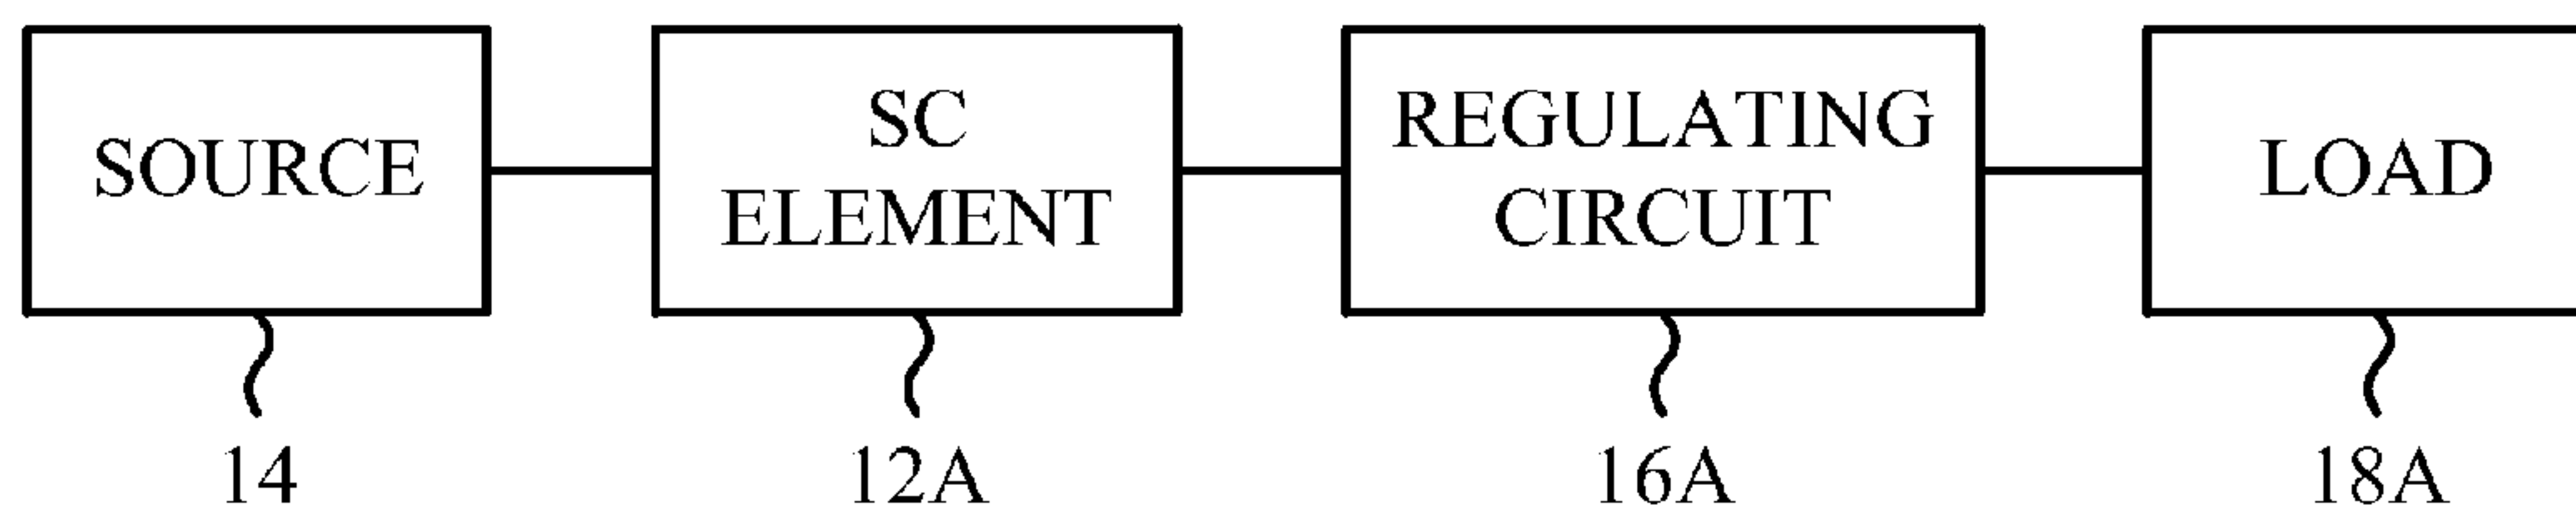 SOURCE
SC
ELEMENT
REGULATING
CIRCUIT
LOAD
14
12A
16A
18A